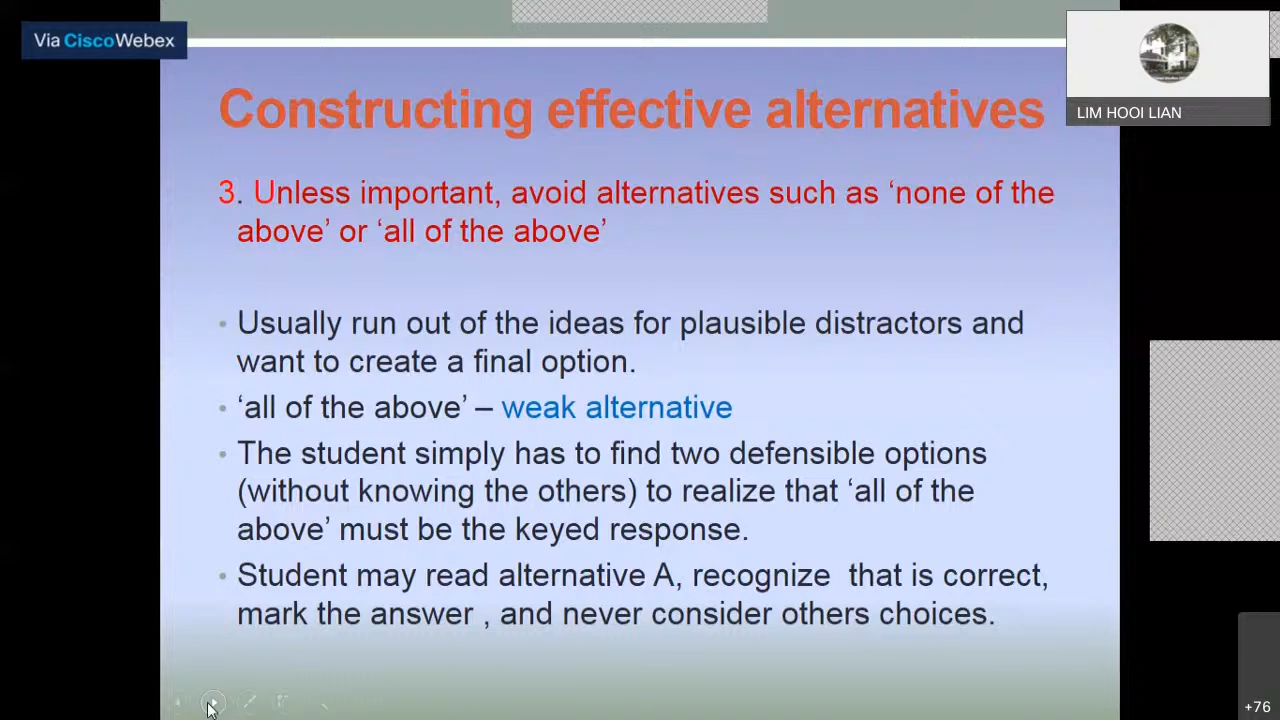 Via CiscoWebex
LIM HOOI LIAN
Constructing effective alternatives
3. Unless important, avoid alternatives such as ‘none of the
above’ or ‘all of the above’
• Usually run out of the ideas for plausible distractors and
want to create a final option.
• ‘all of the above’ – weak alternative
• The student simply has to find two defensible options
(without knowing the others) to realize that ‘all of the
above’ must be the keyed response.
• Student may read alternative A, recognize  that is correct,
mark the answer , and never consider others choices.
+76